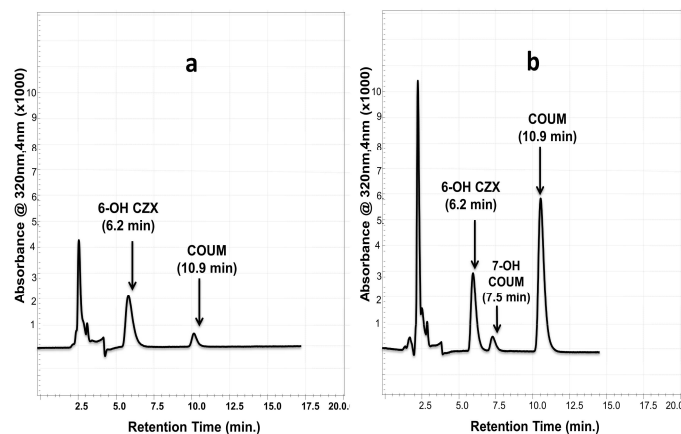 a
Absorbance @ 320nm,4nm (x1000)
10
9
8
7
6
5
4
3
2
1
6-OH CZX
(6.2 min)
COUM
(10.9 min)
2.5 5.0 7.5 10.0 12.5 15.0 17.5 20.0
Retention Time (min.)
b
Absorbance @ 320nm,4nm (x1000)
10
9
8
7
6
5
4
3
2
1
COUM
(10.9 min)
6-OH CZX
(6.2 min)
7-OH
COUM
(7.5 min)
2.5 5.0 7.5 10.0 12.5 15.0 17.5 20.0
Retention Time (min.)